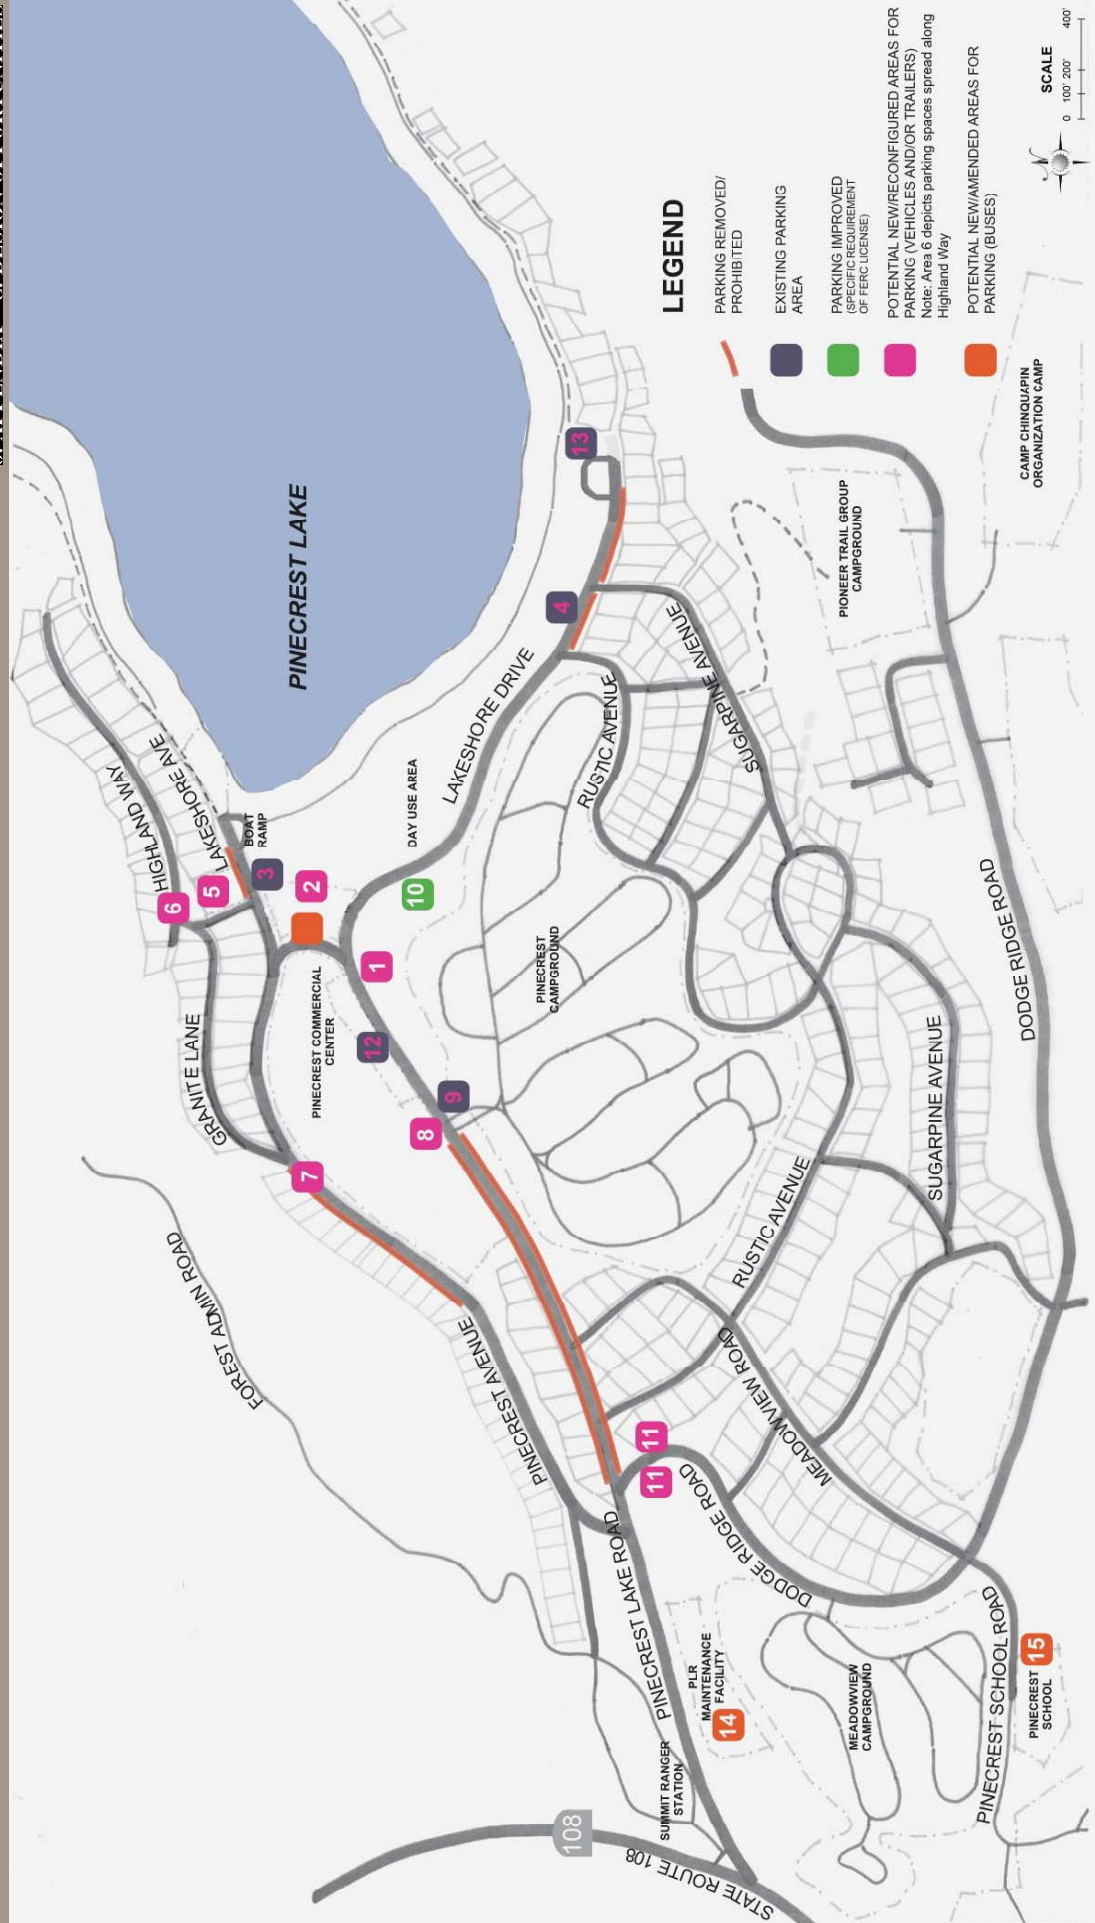 PINECREST LAKE
HIGHLAND WAY
LAKESHORE AVE
BOAT
RAMP
6
5
3
2
GRANITE LANE
PINECREST COMMERCIAL
CENTER
1
12
DAY USE AREA
10
LAKESHORE DRIVE
4
13
9
8
7
PINECREST
CAMPGROUND
RUSTIC AVENUE
SUGARPINE AVENUE
SUGARPINE AVENUE
RUSTIC AVENUE
FOREST ADMIN ROAD
PINECREST AVENUE
MEADOWVIEW ROAD
11
11
DODGE RIDGE ROAD
DODGE RIDGE ROAD
PINECREST LAKE ROAD
PLR
MAINTENANCE
FACILITY
14
SUMMIT RANGER
STATION
108
STATE ROUTE 108
MEADOWVIEW
CAMPGROUND
PINECREST SCHOOL ROAD
PINECREST
SCHOOL
15
PIONEER TRAIL GROUP
CAMPGROUND
CAMP CHINQUAPIN
ORGANIZATION CAMP
LEGEND
PARKING REMOVED/
PROHIBITED
EXISTING PARKING
AREA
PARKING IMPROVED
(SPECIFIC REQUIREMENT
OF FERC LICENSE)
POTENTIAL NEW/RECONFIGURED AREAS FOR
PARKING (VEHICLES AND/OR TRAILERS)
Note: Area 6 depicts parking spaces spread along
Highland Way
POTENTIAL NEW/AMENDED AREAS FOR
PARKING (BUSES)
N
SCALE
0 100' 200' 400'